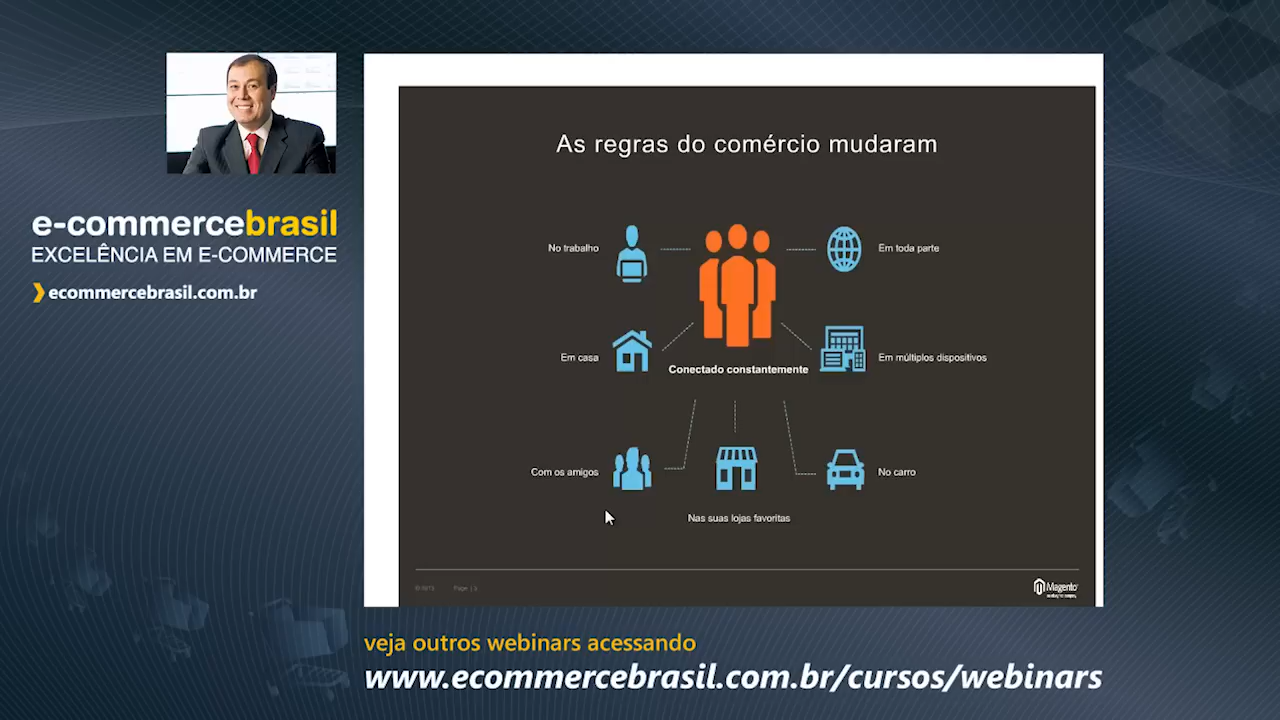 e-commercebrasil
EXCELÊNCIA EM E-COMMERCE
ecommercebrasil.com.br
As regras do comércio mudaram
No trabalho
Em toda parte
Em casa
Em múltiplos dispositivos
Conectado constantemente
Com os amigos
No carro
Nas suas lojas favoritas
Page |
Magento
veja outros webinars acessando
www.ecommercebrasil.com.br/cursos/webinars